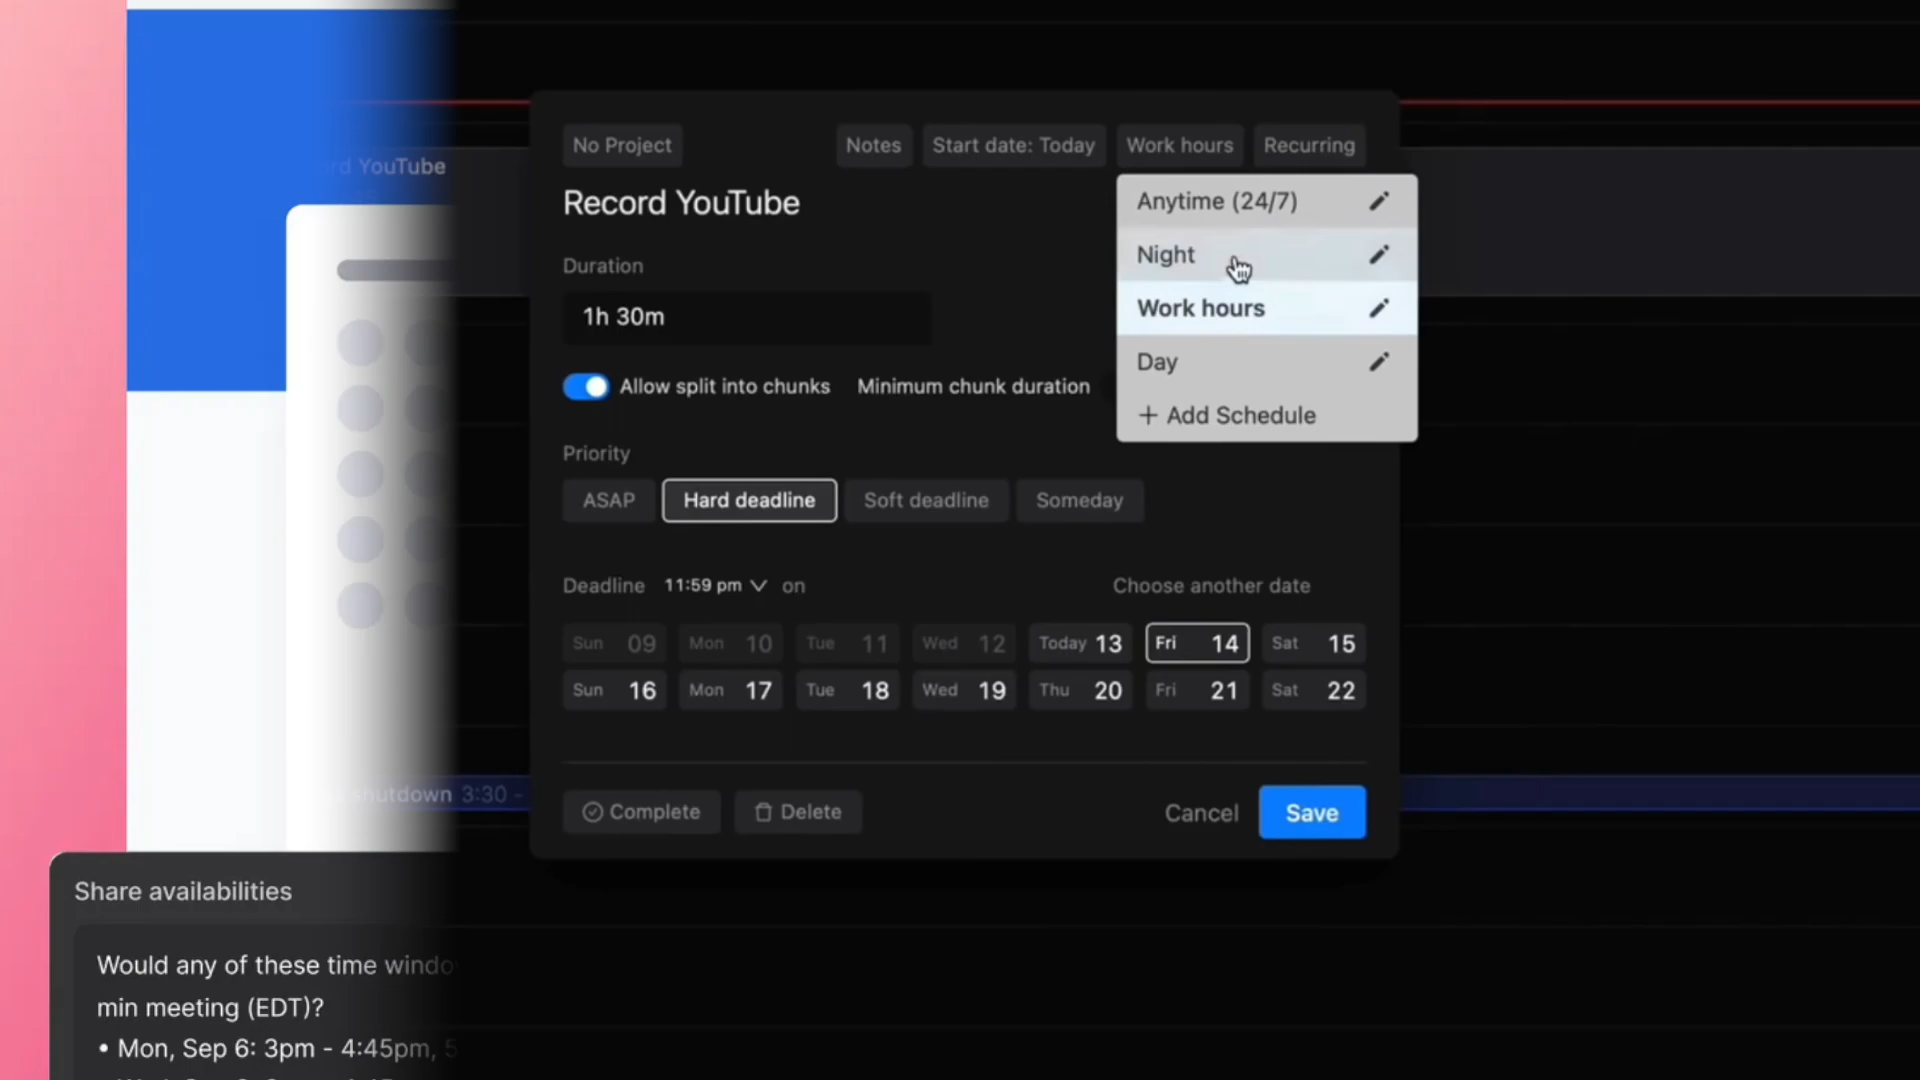 No Project
Notes
Start date: Today
Work hours
Recurring
YouTube
Record YouTube
Anytime (24/7)
Night
Work hours
Day
+ Add Schedule
Duration
1h 30m
Allow split into chunks
Minimum chunk duration
Priority
ASAP
Hard deadline
Soft deadline
Someday
Deadline 11:59 pm on
Choose another date
Sun 09 Mon 10 Tue 11 Wed 12 Today 13 Fri 14 Sat 15
Sun 16 Mon 17 Tue 18 Wed 19 Thu 20 Fri 21 Sat 22
shutdown 3:30 -
Complete
Delete
Cancel
Save
Share availabilities
Would any of these time
min meeting (EDT)?
• Mon, Sep 6: 3pm - 4:45pm,